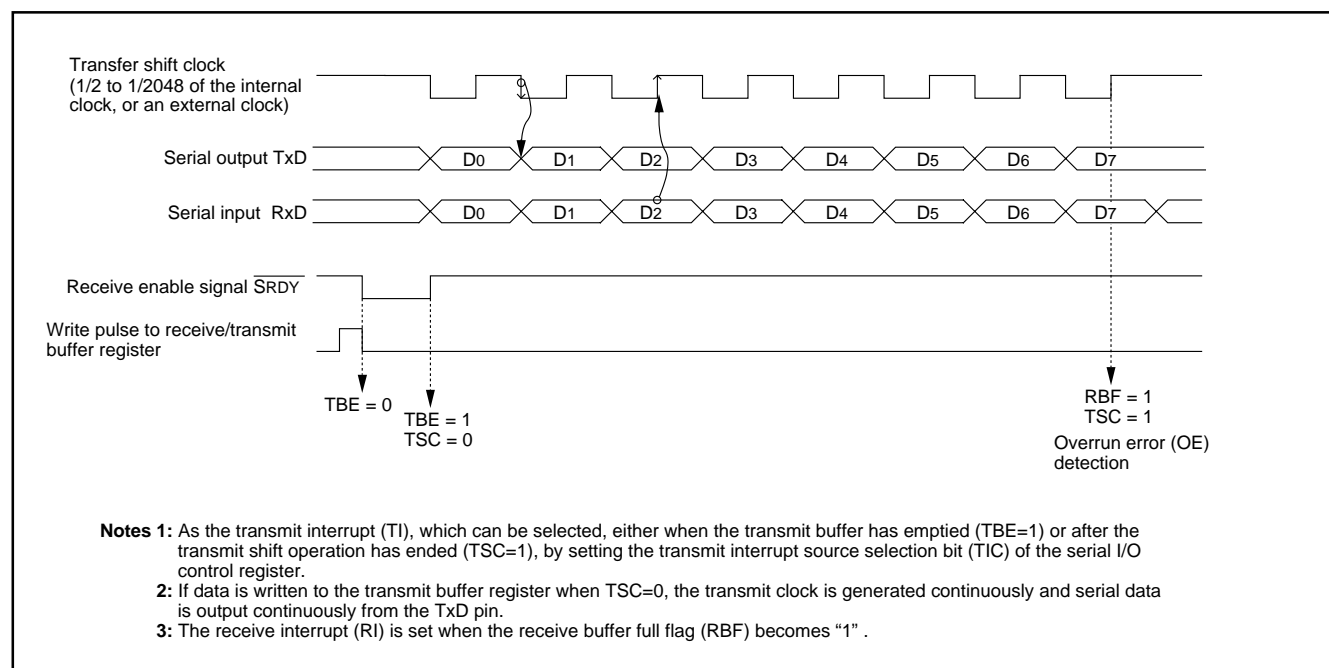 Transfer shift clock
(1/2 to 1/2048 of the internal
clock, or an external clock)
Serial output TxD
D0 D1 D2 D3 D4 D5 D6 D7
Serial input RxD
D0 D1 D2 D3 D4 D5 D6 D7
Receive enable signal SRDY
Write pulse to receive/transmit
buffer register
TBE = 0
TBE = 1
TSC = 0
RBF = 1
TSC = 1
Overrun error (OE)
detection
Notes 1: As the transmit interrupt (TI), which can be selected, either when the transmit buffer has emptied (TBE=1) or after the
transmit shift operation has ended (TSC=1), by setting the transmit interrupt source selection bit (TIC) of the serial I/O
control register.
2: If data is written to the transmit buffer register when TSC=0, the transmit clock is generated continuously and serial data
is output continuously from the TxD pin.
3: The receive interrupt (RI) is set when the receive buffer full flag (RBF) becomes “1” .